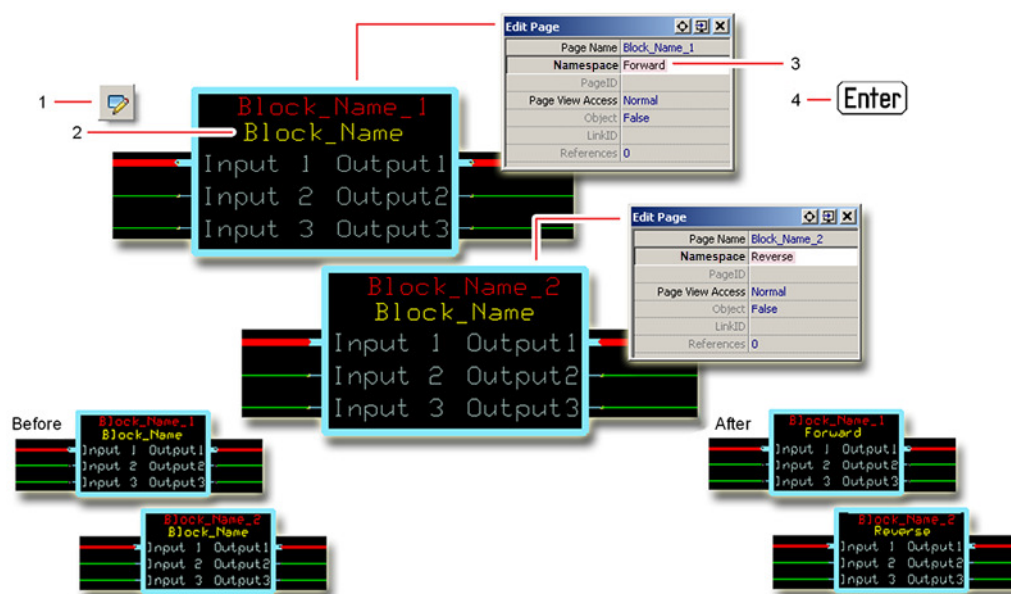 Edit Page
Page Name Block_Name_1
Namespace Forward
PageID
Page View Access Normal
Object False
LinkID
References 0
1
2
3
4
Enter
Block_Name_1
Block_Name
Input 1 Output1
Input 2 Output2
Input 3 Output3
Edit Page
Page Name Block_Name_2
Namespace Reverse
PageID
Page View Access Normal
Object False
LinkID
References 0
Block_Name_2
Block_Name
Input 1 Output1
Input 2 Output2
Input 3 Output3
Before
Block_Name_1
Block_Name
Input 1 Output1
Input 2 Output2
Input 3 Output3
Block_Name_2
Block_Name
Input 1 Output1
Input 2 Output2
Input 3 Output3
After
Block_Name_1
Forward
Input 1 Output1
Input 2 Output2
Input 3 Output3
Block_Name_2
Reverse
Input 1 Output1
Input 2 Output2
Input 3 Output3